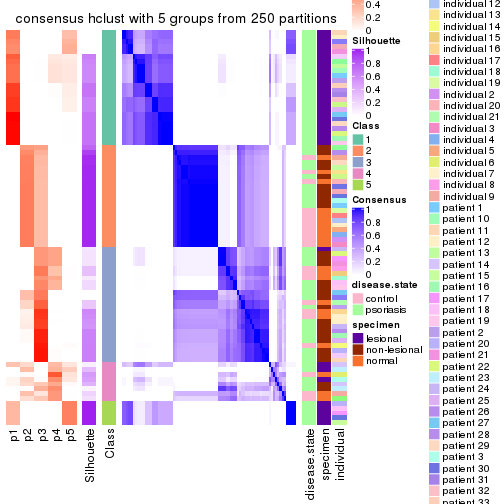 consensus hclust with 5 groups from 250 partitions
0.4
0.2
0
Silhouette
1
0.8
0.6
0.4
0.2
0
Class
1
2
3
4
5
Consensus
1
0.8
0.6
0.4
0.2
0
disease.state
control
psoriasis
specimen
lesional
non-lesional
normal
individual 12
individual 13
individual 14
individual 15
individual 16
individual 17
individual 18
individual 19
individual 2
individual 20
individual 21
individual 3
individual 4
individual 5
individual 6
individual 7
individual 8
individual 9
patient 1
patient 10
patient 11
patient 12
patient 13
patient 14
patient 15
patient 16
patient 17
patient 18
patient 19
patient 2
patient 20
patient 21
patient 22
patient 23
patient 24
patient 25
patient 26
patient 27
patient 28
patient 29
patient 3
patient 30
patient 31
patient 32
patient 33
p1
p2
p3
p4
p5
Silhouette
Class
disease.state
specimen
individual